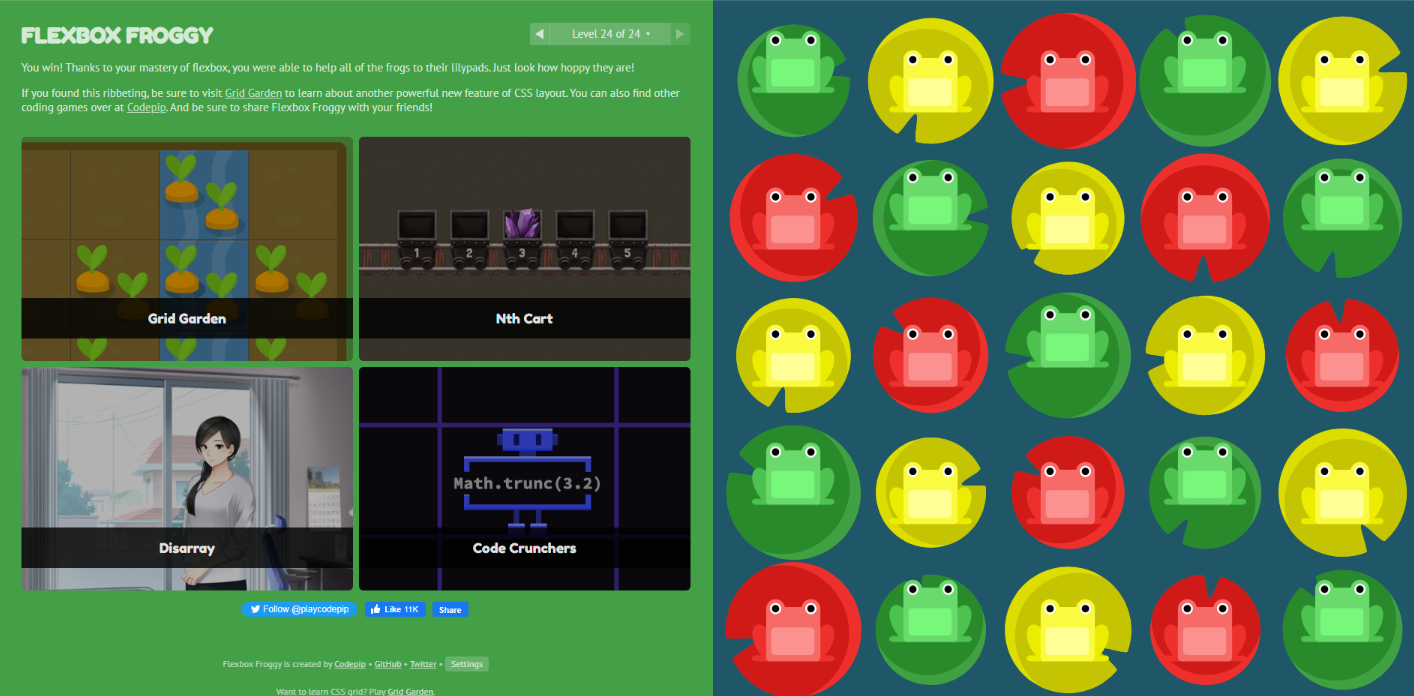 FLEXBOX FROGGY
Level 24 of 24
You win! Thanks to your mastery of flexbox, you were able to help all of the frogs to their lilypads. Just look how hoppy they are!
If you found this ribbeting, be sure to visit Grid Garden to learn about another powerful new feature of CSS layout. You can also find other
coding games over at Codepip. And be sure to share Flexbox Froggy with your friends!
1 2 3 4 5
Grid Garden
Nth Cart
Math.trunc(3.2)
Disarray
Code Crunchers
Follow @playcodepip Like 11K Share
Flexbox Froggy is created by Codepip • GitHub • Twitter • Settings
Want to learn CSS grid? Play Grid Garden.